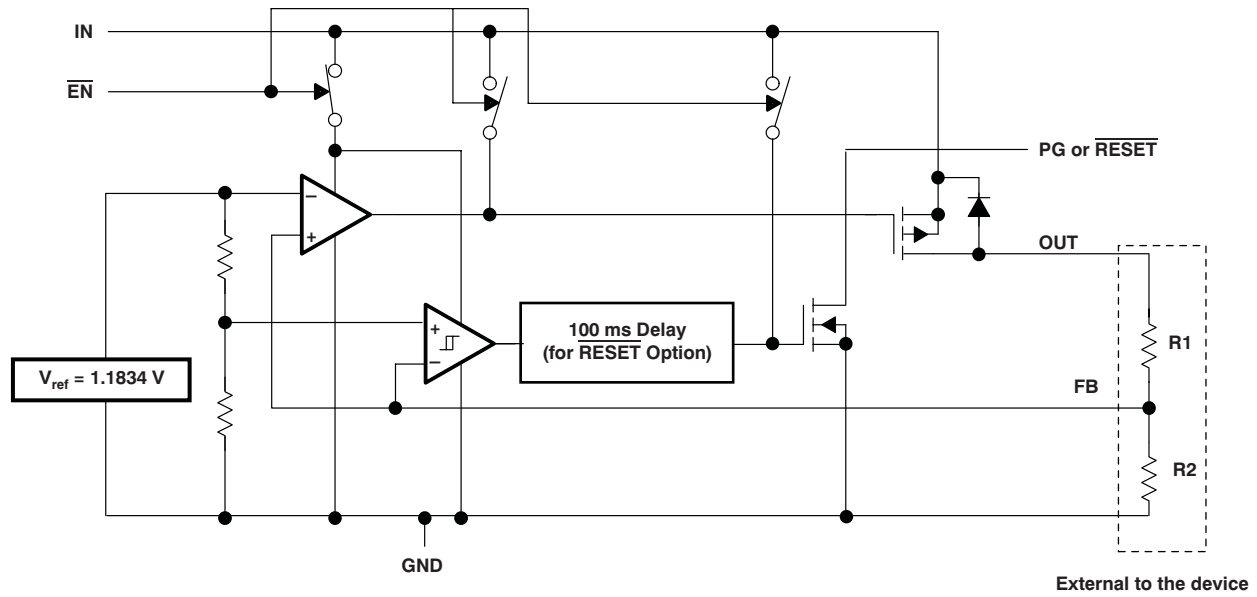 IN
EN
PG or RESET
OUT
−
+
+
−
100 ms Delay
(for RESET Option)
R1
Vref = 1.1834 V
FB
R2
GND
External to the device